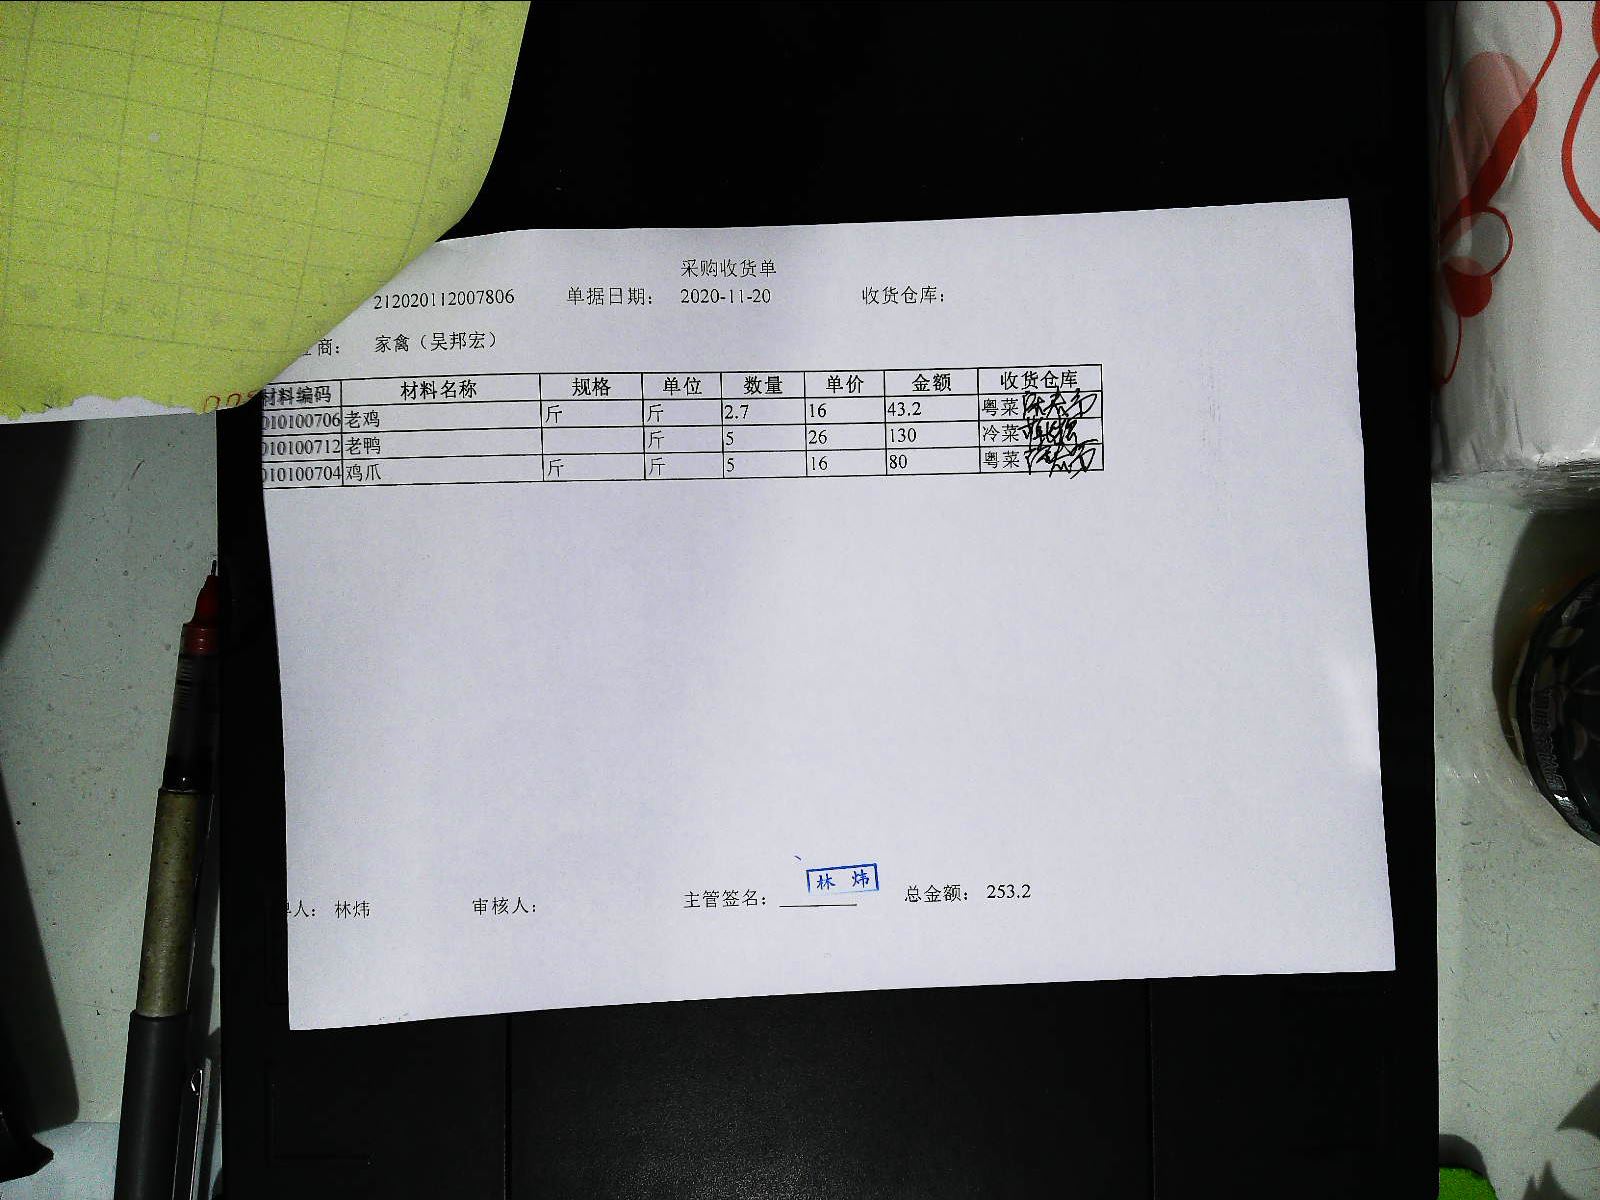 采购收货单
212020112007806 单据日期： 2020-11-20 收货仓库：
商： 家禽（吴邦宏）
材料编码 材料名称 规格 单位 数量 单价 金额 收货仓库
010100706 老鸡 斤 斤 2.7 16 43.2 粤菜
010100712 老鸭 斤 5 26 130 冷菜
010100704 鸡爪 斤 斤 5 16 80 粤菜
人： 林炜 审核人： 主管签名： 林 炜 总金额： 253.2